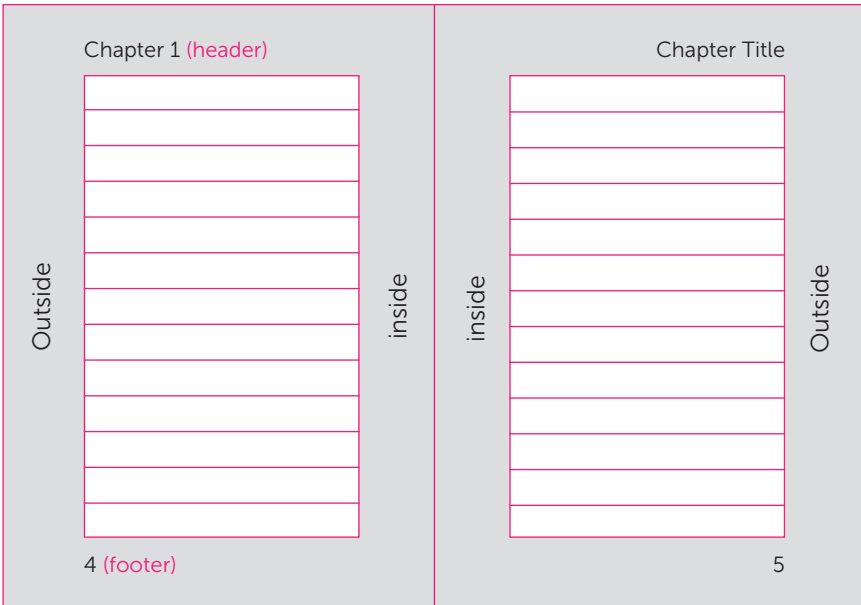 Chapter 1 (header)
Outside
inside
4 (footer)
Chapter Title
inside
Outside
5